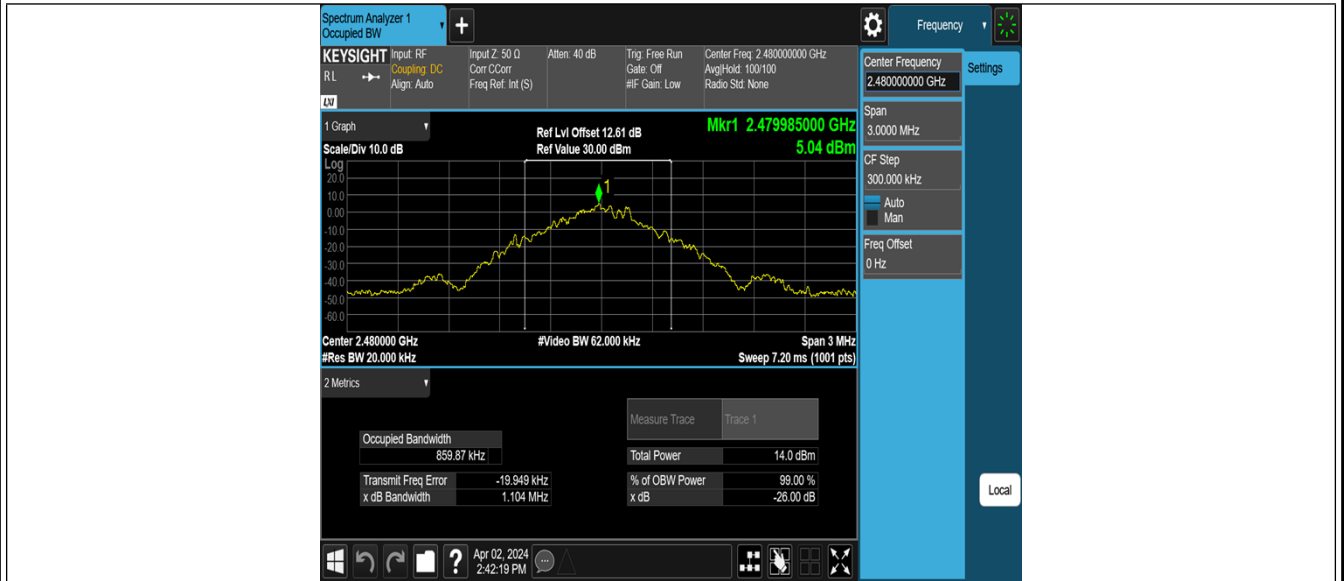 Spectrum Analyzer 1
Occupied BW
+
Frequency
KEYSIGHT
RL
LXI
Input: RF
Coupling: DC
Align: Auto
Input Z: 50 Ω
Corr CCorr
Freq Ref: Int (S)
Atten: 40 dB
Trig: Free Run
Gate: Off
#IF Gain: Low
Center Freq: 2.480000000 GHz
Avg|Hold: 100/100
Radio Std: None
Center Frequency
2.480000000 GHz
Settings
Span
3.0000 MHz
CF Step
300.000 kHz
Auto
Man
Freq Offset
0 Hz
Local
1 Graph
Scale/Div 10.0 dB
Ref Lvl Offset 12.61 dB
Ref Value 30.00 dBm
Mkr1 2.479985000 GHz
5.04 dBm
Log
20.0
10.0
0.00
-10.0
-20.0
-30.0
-40.0
-50.0
-60.0
1
Center 2.480000 GHz
#Res BW 20.000 kHz
#Video BW 62.000 kHz
Span 3 MHz
Sweep 7.20 ms (1001 pts)
2 Metrics
Measure Trace Trace 1
Occupied Bandwidth
859.87 kHz
Total Power 14.0 dBm
Transmit Freq Error -19.949 kHz
% of OBW Power 99.00 %
x dB Bandwidth 1.104 MHz
x dB -26.00 dB
?
Apr 02, 2024
2:42:19 PM